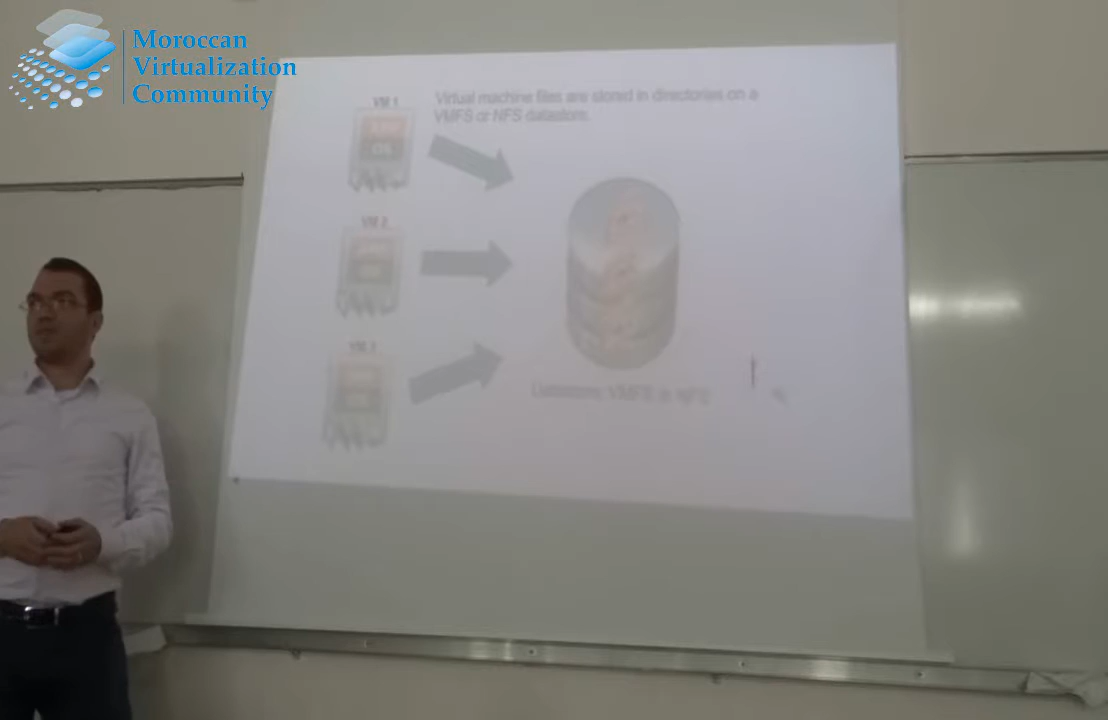 Moroccan
Virtualization
Community
VM 1
Virtual machine files are stored in directories on a
VMFS or NFS datastore.
OS
VM 2
VM 3
VMFS or NFS